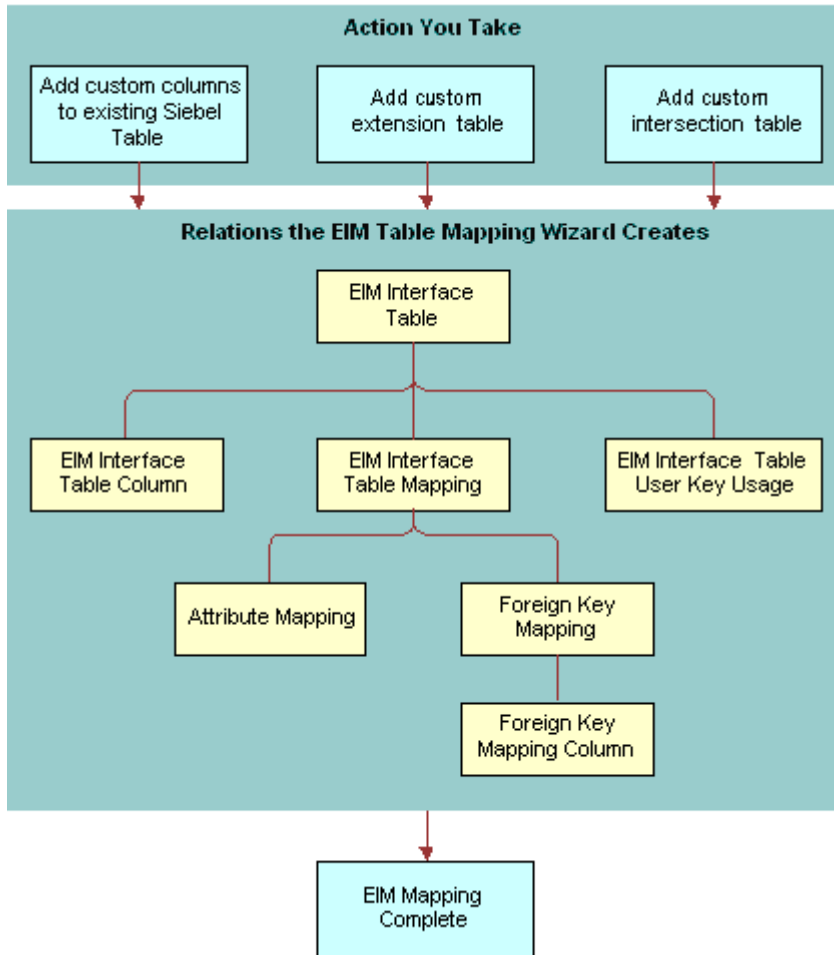 Action You Take
Add custom columns
to existing Siebel
Table
Add custom
extension table
Add custom
intersection table
Relations the EIM Table Mapping Wizard Creates
EIM Interface
Table
EIM Interface
Table Column
EIM Interface
Table Mapping
EIM Interface Table
User Key Usage
Attribute Mapping
Foreign Key
Mapping
Foreign Key
Mapping Column
EIM Mapping
Complete